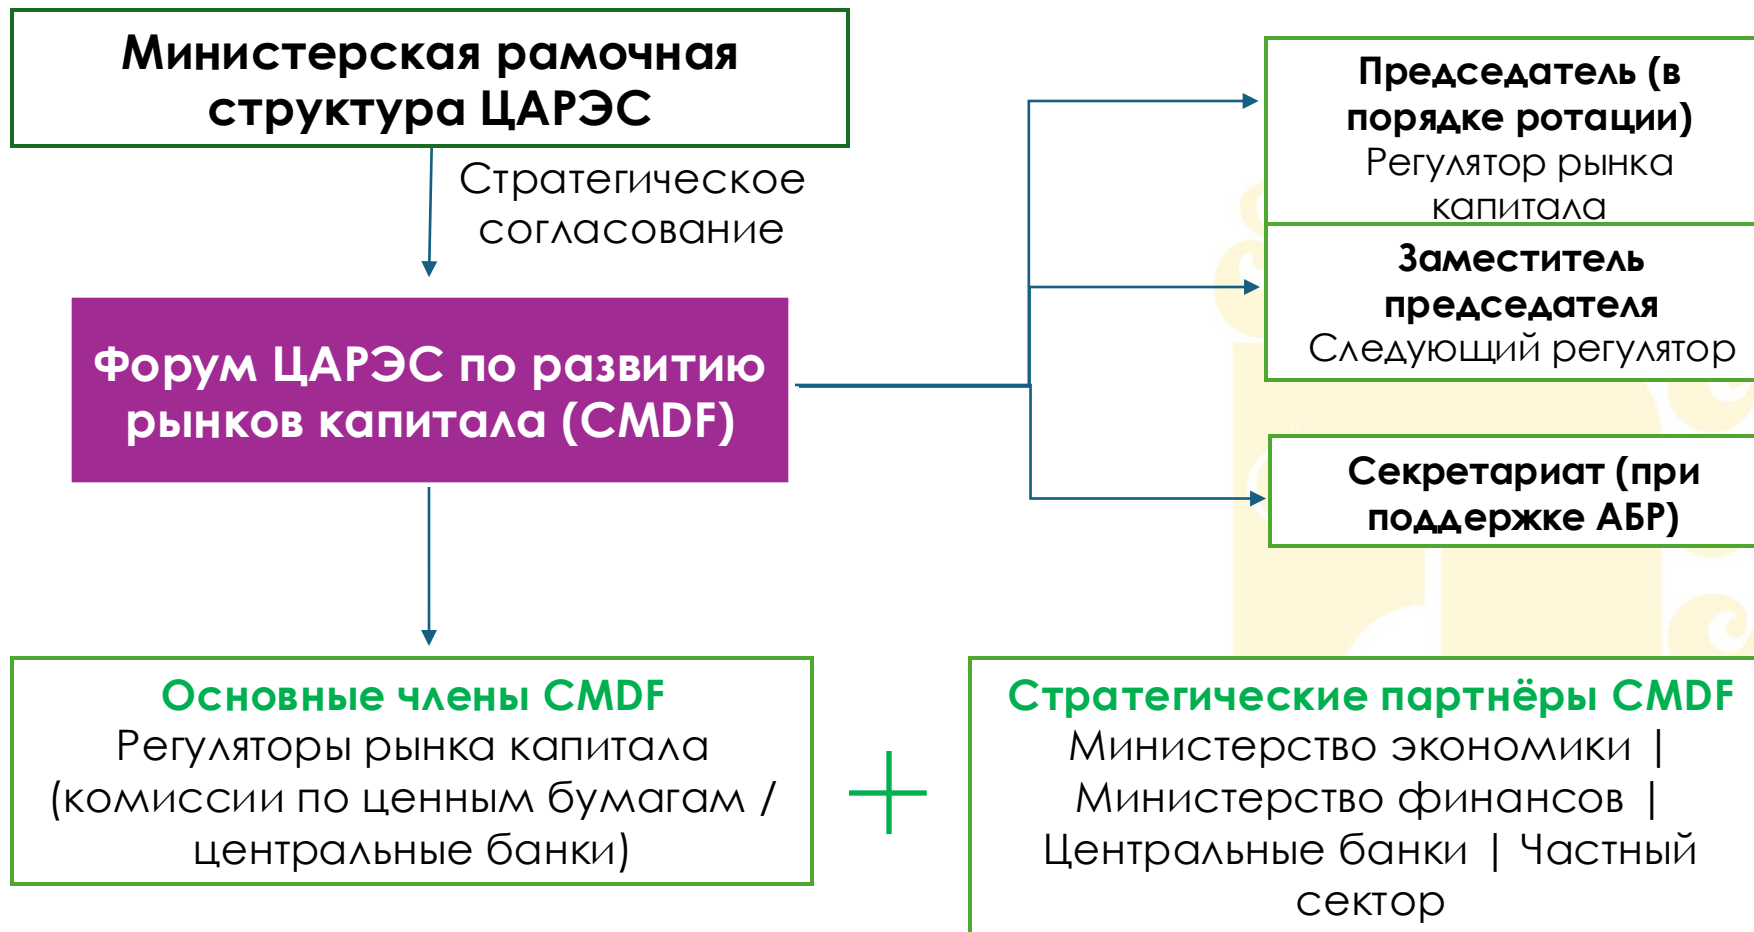 Министерская рамочная
структура ЦАРЭС
Стратегическое
согласование
Форум ЦАРЭС по развитию
рынков капитала (CMDF)
Председатель (в
порядке ротации)
Регулятор рынка
капитала
Заместитель
председателя
Следующий регулятор
Секретариат (при
поддержке АБР)
Основные члены CMDF
Регуляторы рынка капитала
(комиссии по ценным бумагам /
центральные банки)
+
Стратегические партнёры CMDF
Министерство экономики |
Министерство финансов |
Центральные банки | Частный
сектор